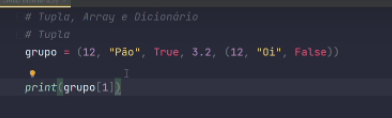 # Tupla, Array e Dicionário
# Tupla
grupo = (12, "Pão", True, 3.2, (12, "Oi", False))
print(grupo[1])